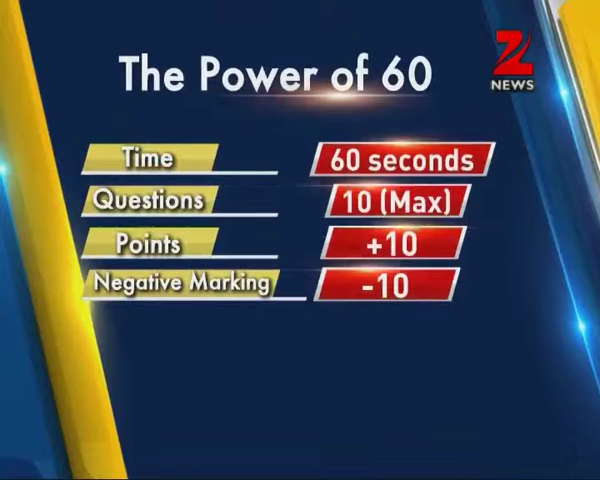 The Power of 60
Z
NEWS
Time 60 seconds
Questions 10 (Max)
Points +10
Negative Marking -10